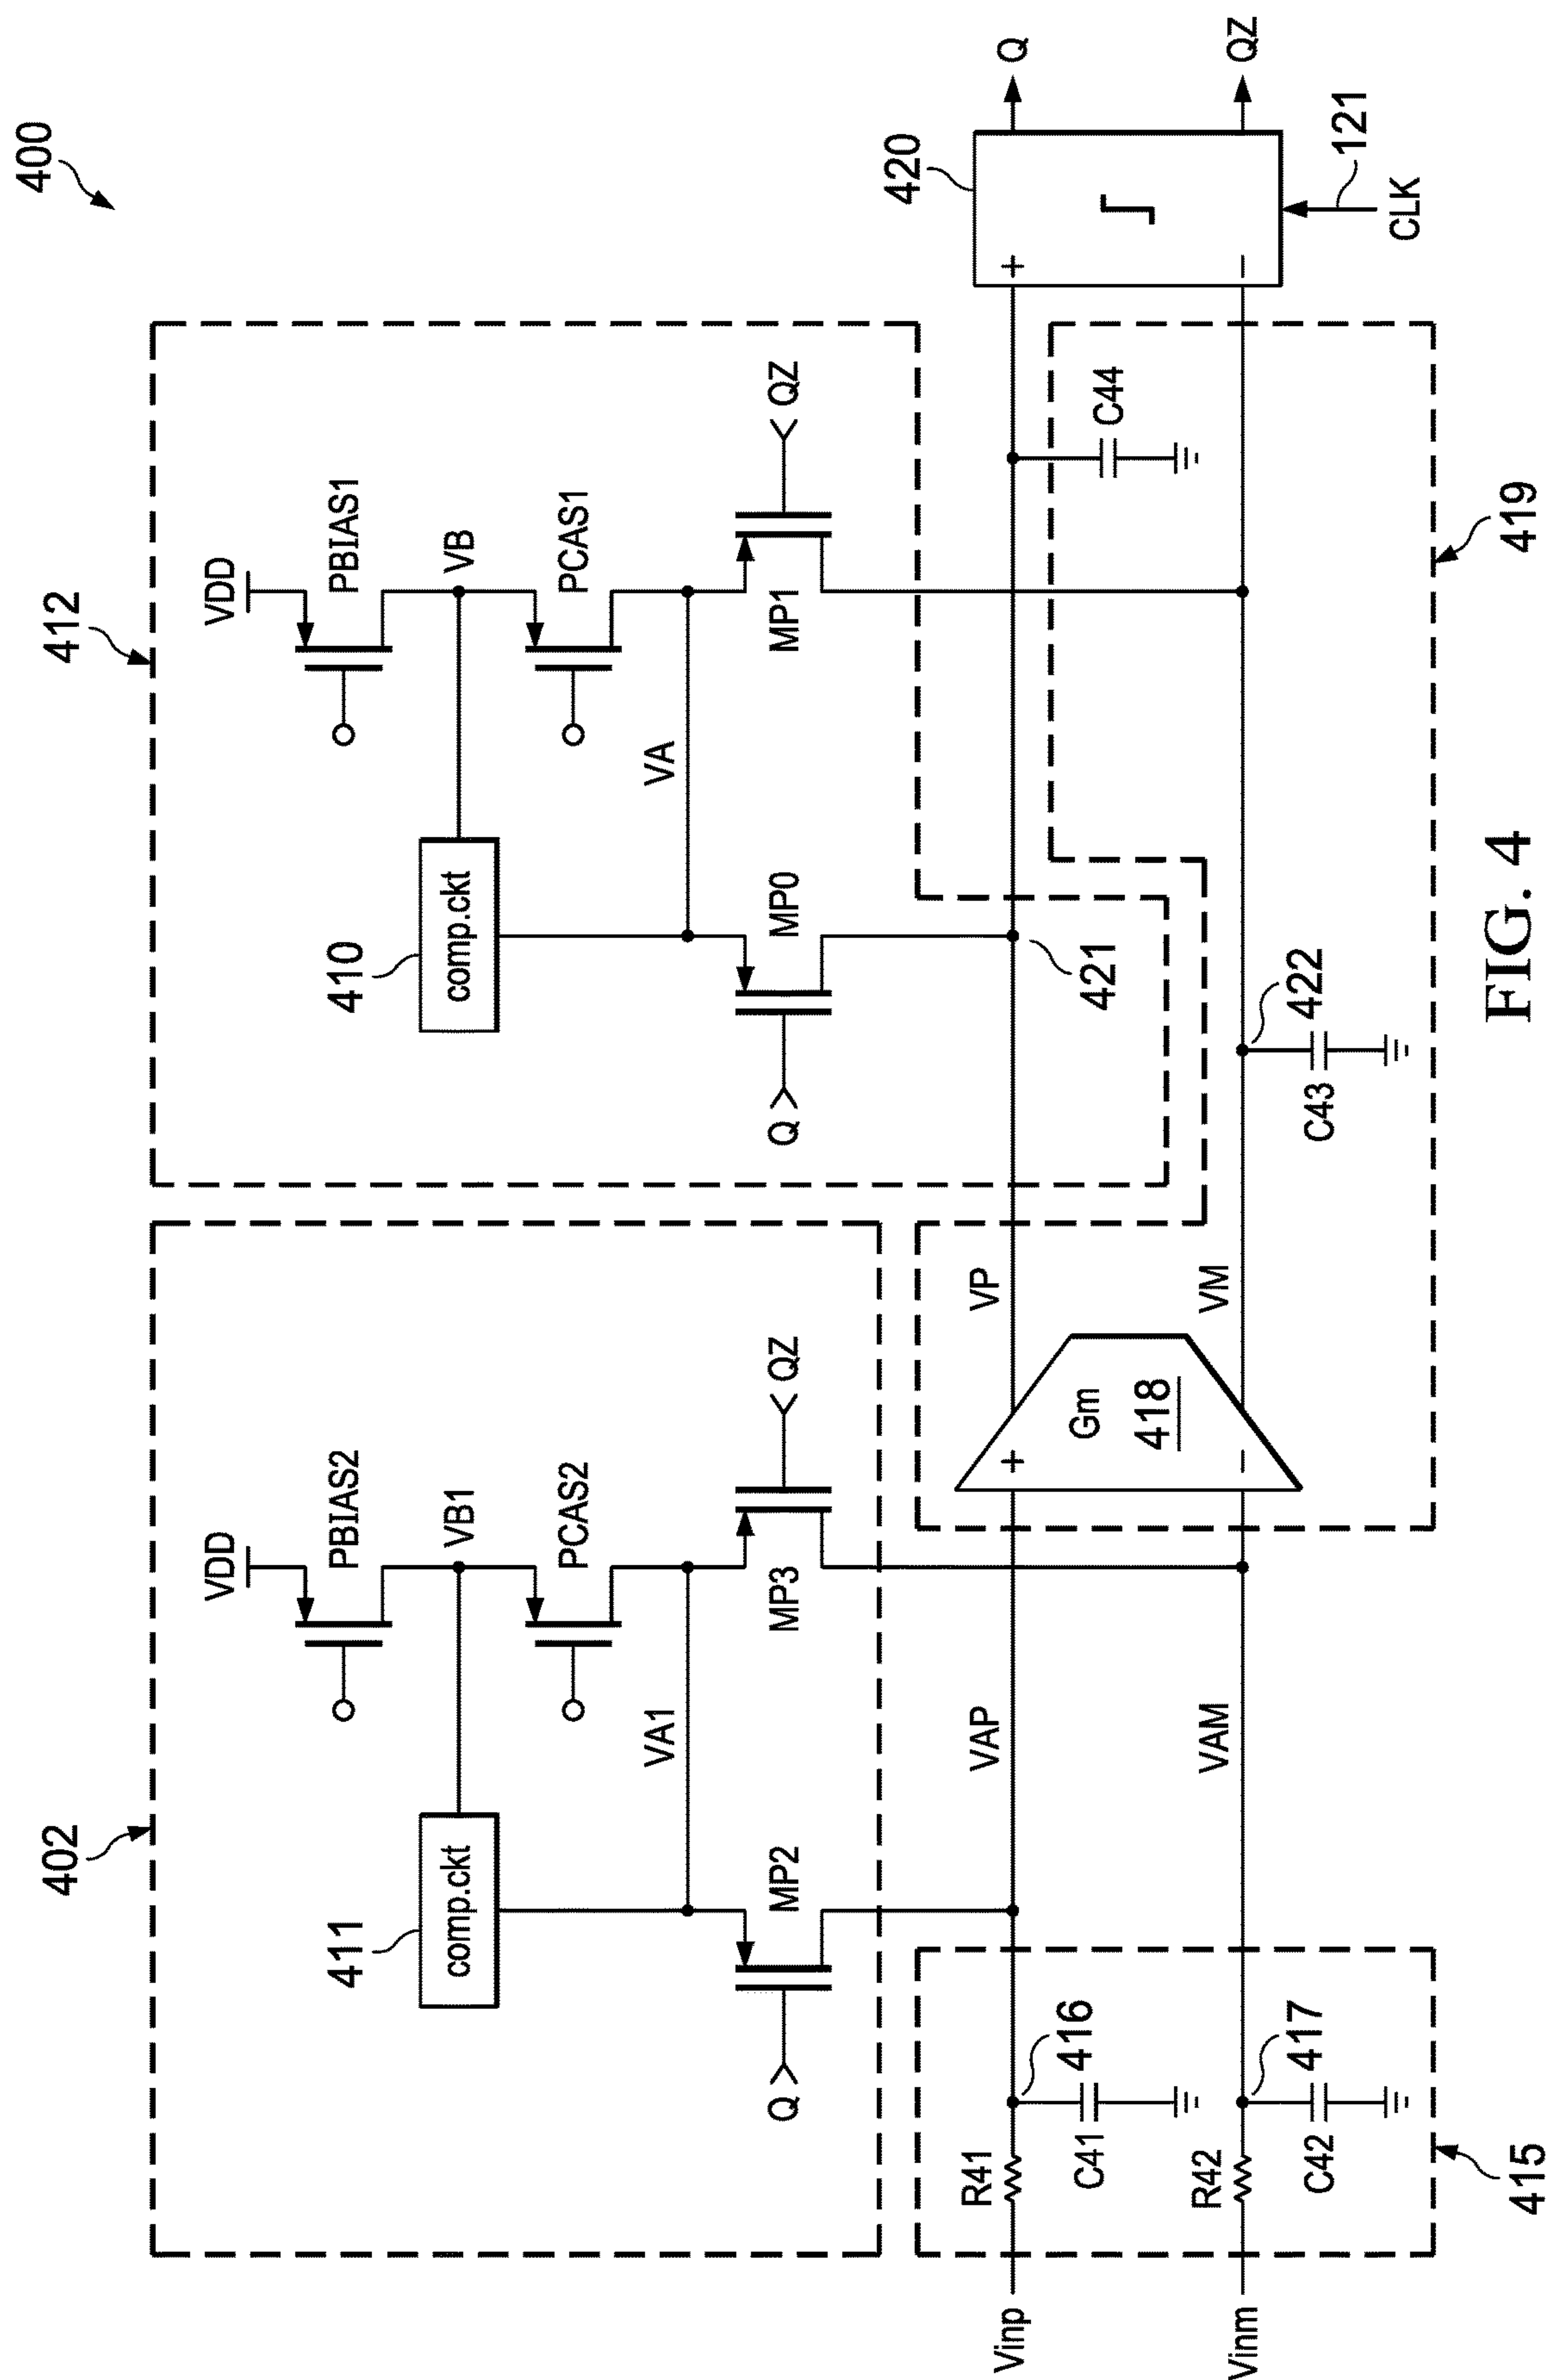 400
402
412
VDD
VDD
PBIAS2
PBIAS1
VB1
VB
411
comp.ckt
410
comp.ckt
PCAS2
PCAS1
VA1
VA
Q
MP2
MP3
QZ
Q
MP0
MP1
QZ
420
Vinp
R41
416
VAP
VP
421
+
+
Q
C41
C44
Gm
418
Vinm
R42
417
VAM
VM
422
−
−
QZ
C42
C43
121
CLK
415
419
FIG. 4